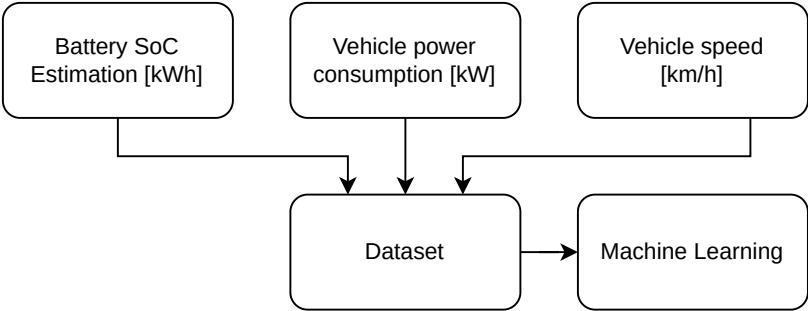 Battery SoC
Estimation [kWh]
Vehicle power
consumption [kW]
Vehicle speed
[km/h]
Dataset
Machine Learning